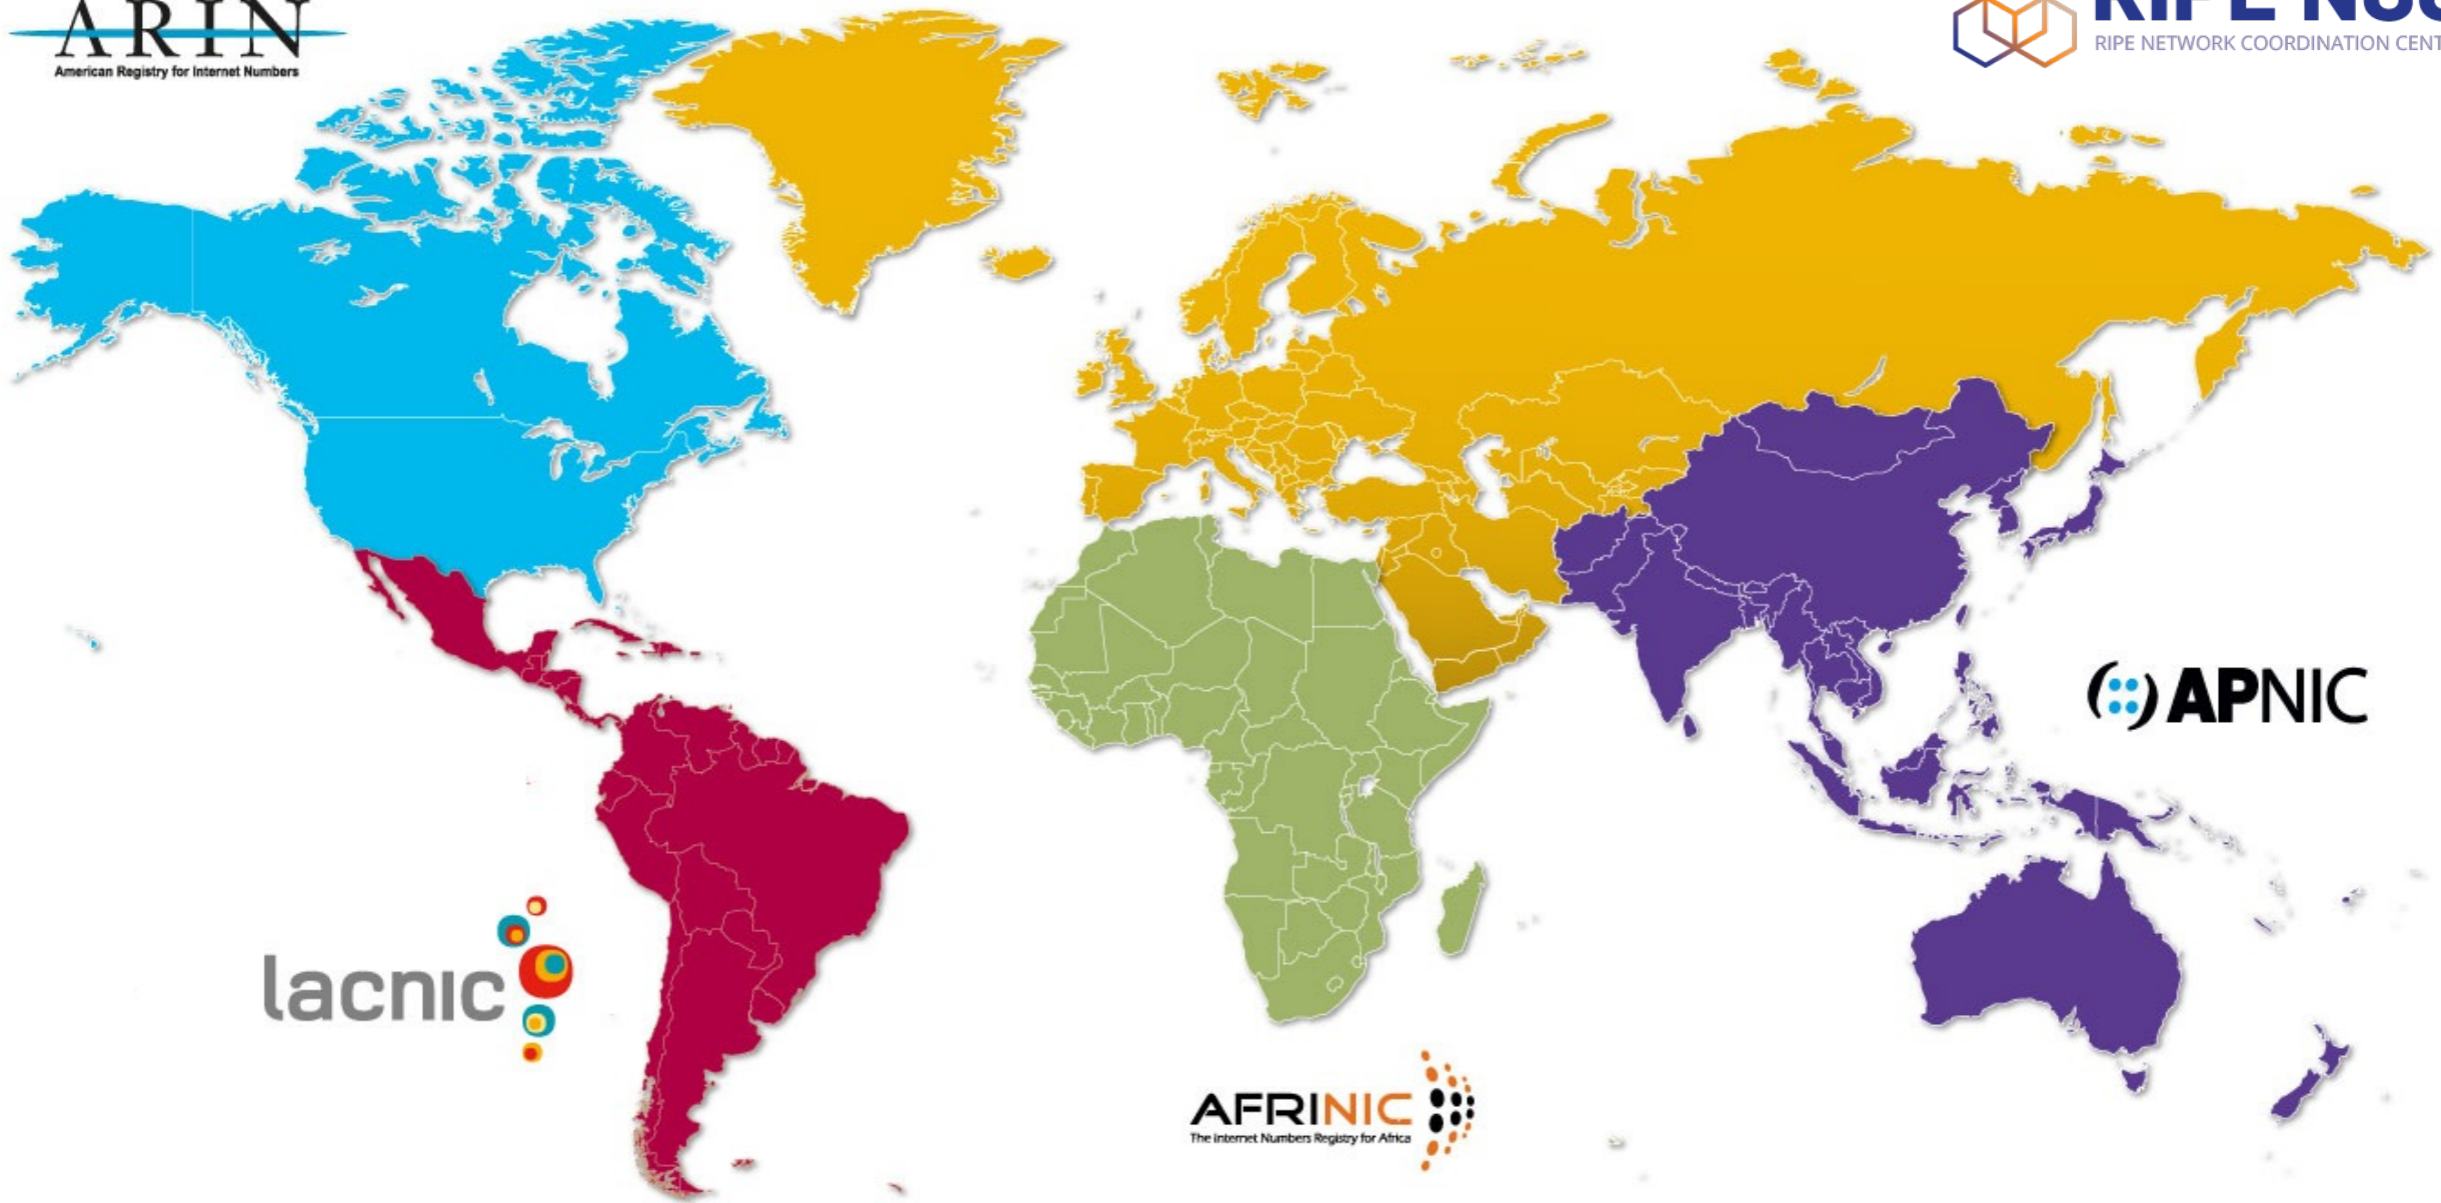 ARIN
American Registry for Internet Numbers
RIPE NETWORK COORDINATION CENT
APNIC
lacnic
AFRINIC
The Internet Numbers Registry for Africa